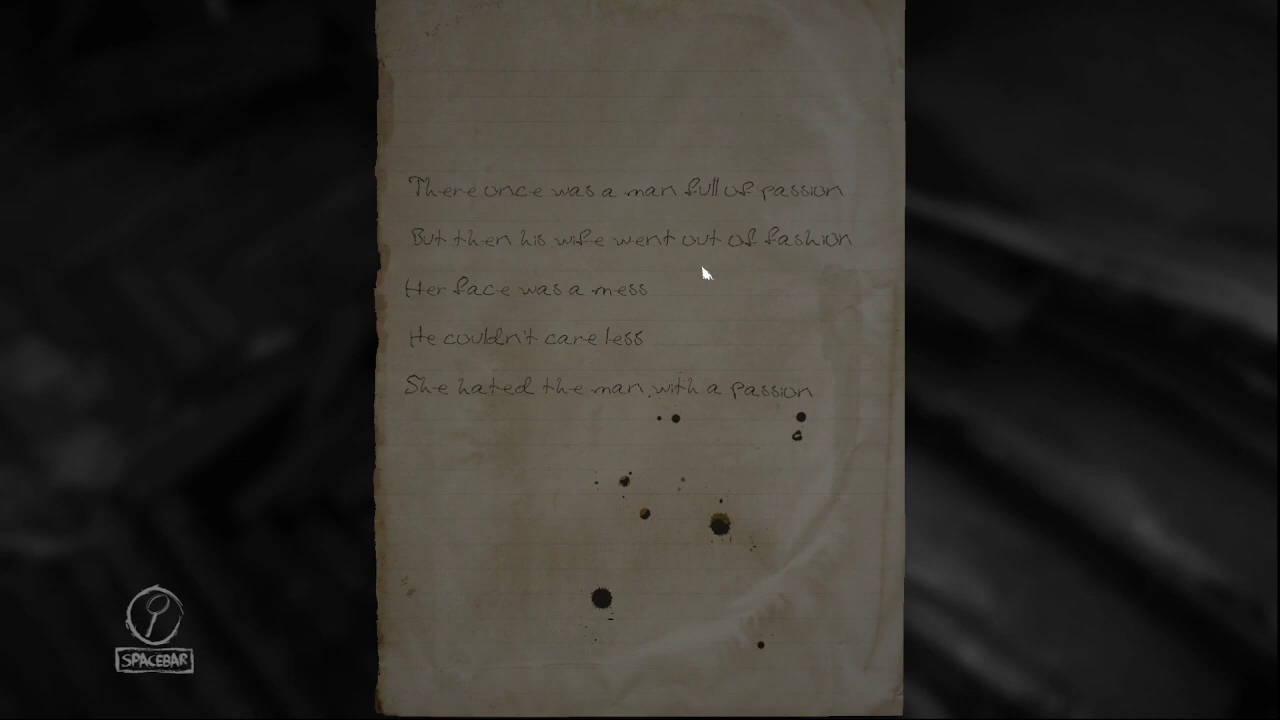 There once was a man full of passion
But then his wife went out of fashion
Her face was a mess
He couldn't care less
She hated the man with a passion
SPACEBAR